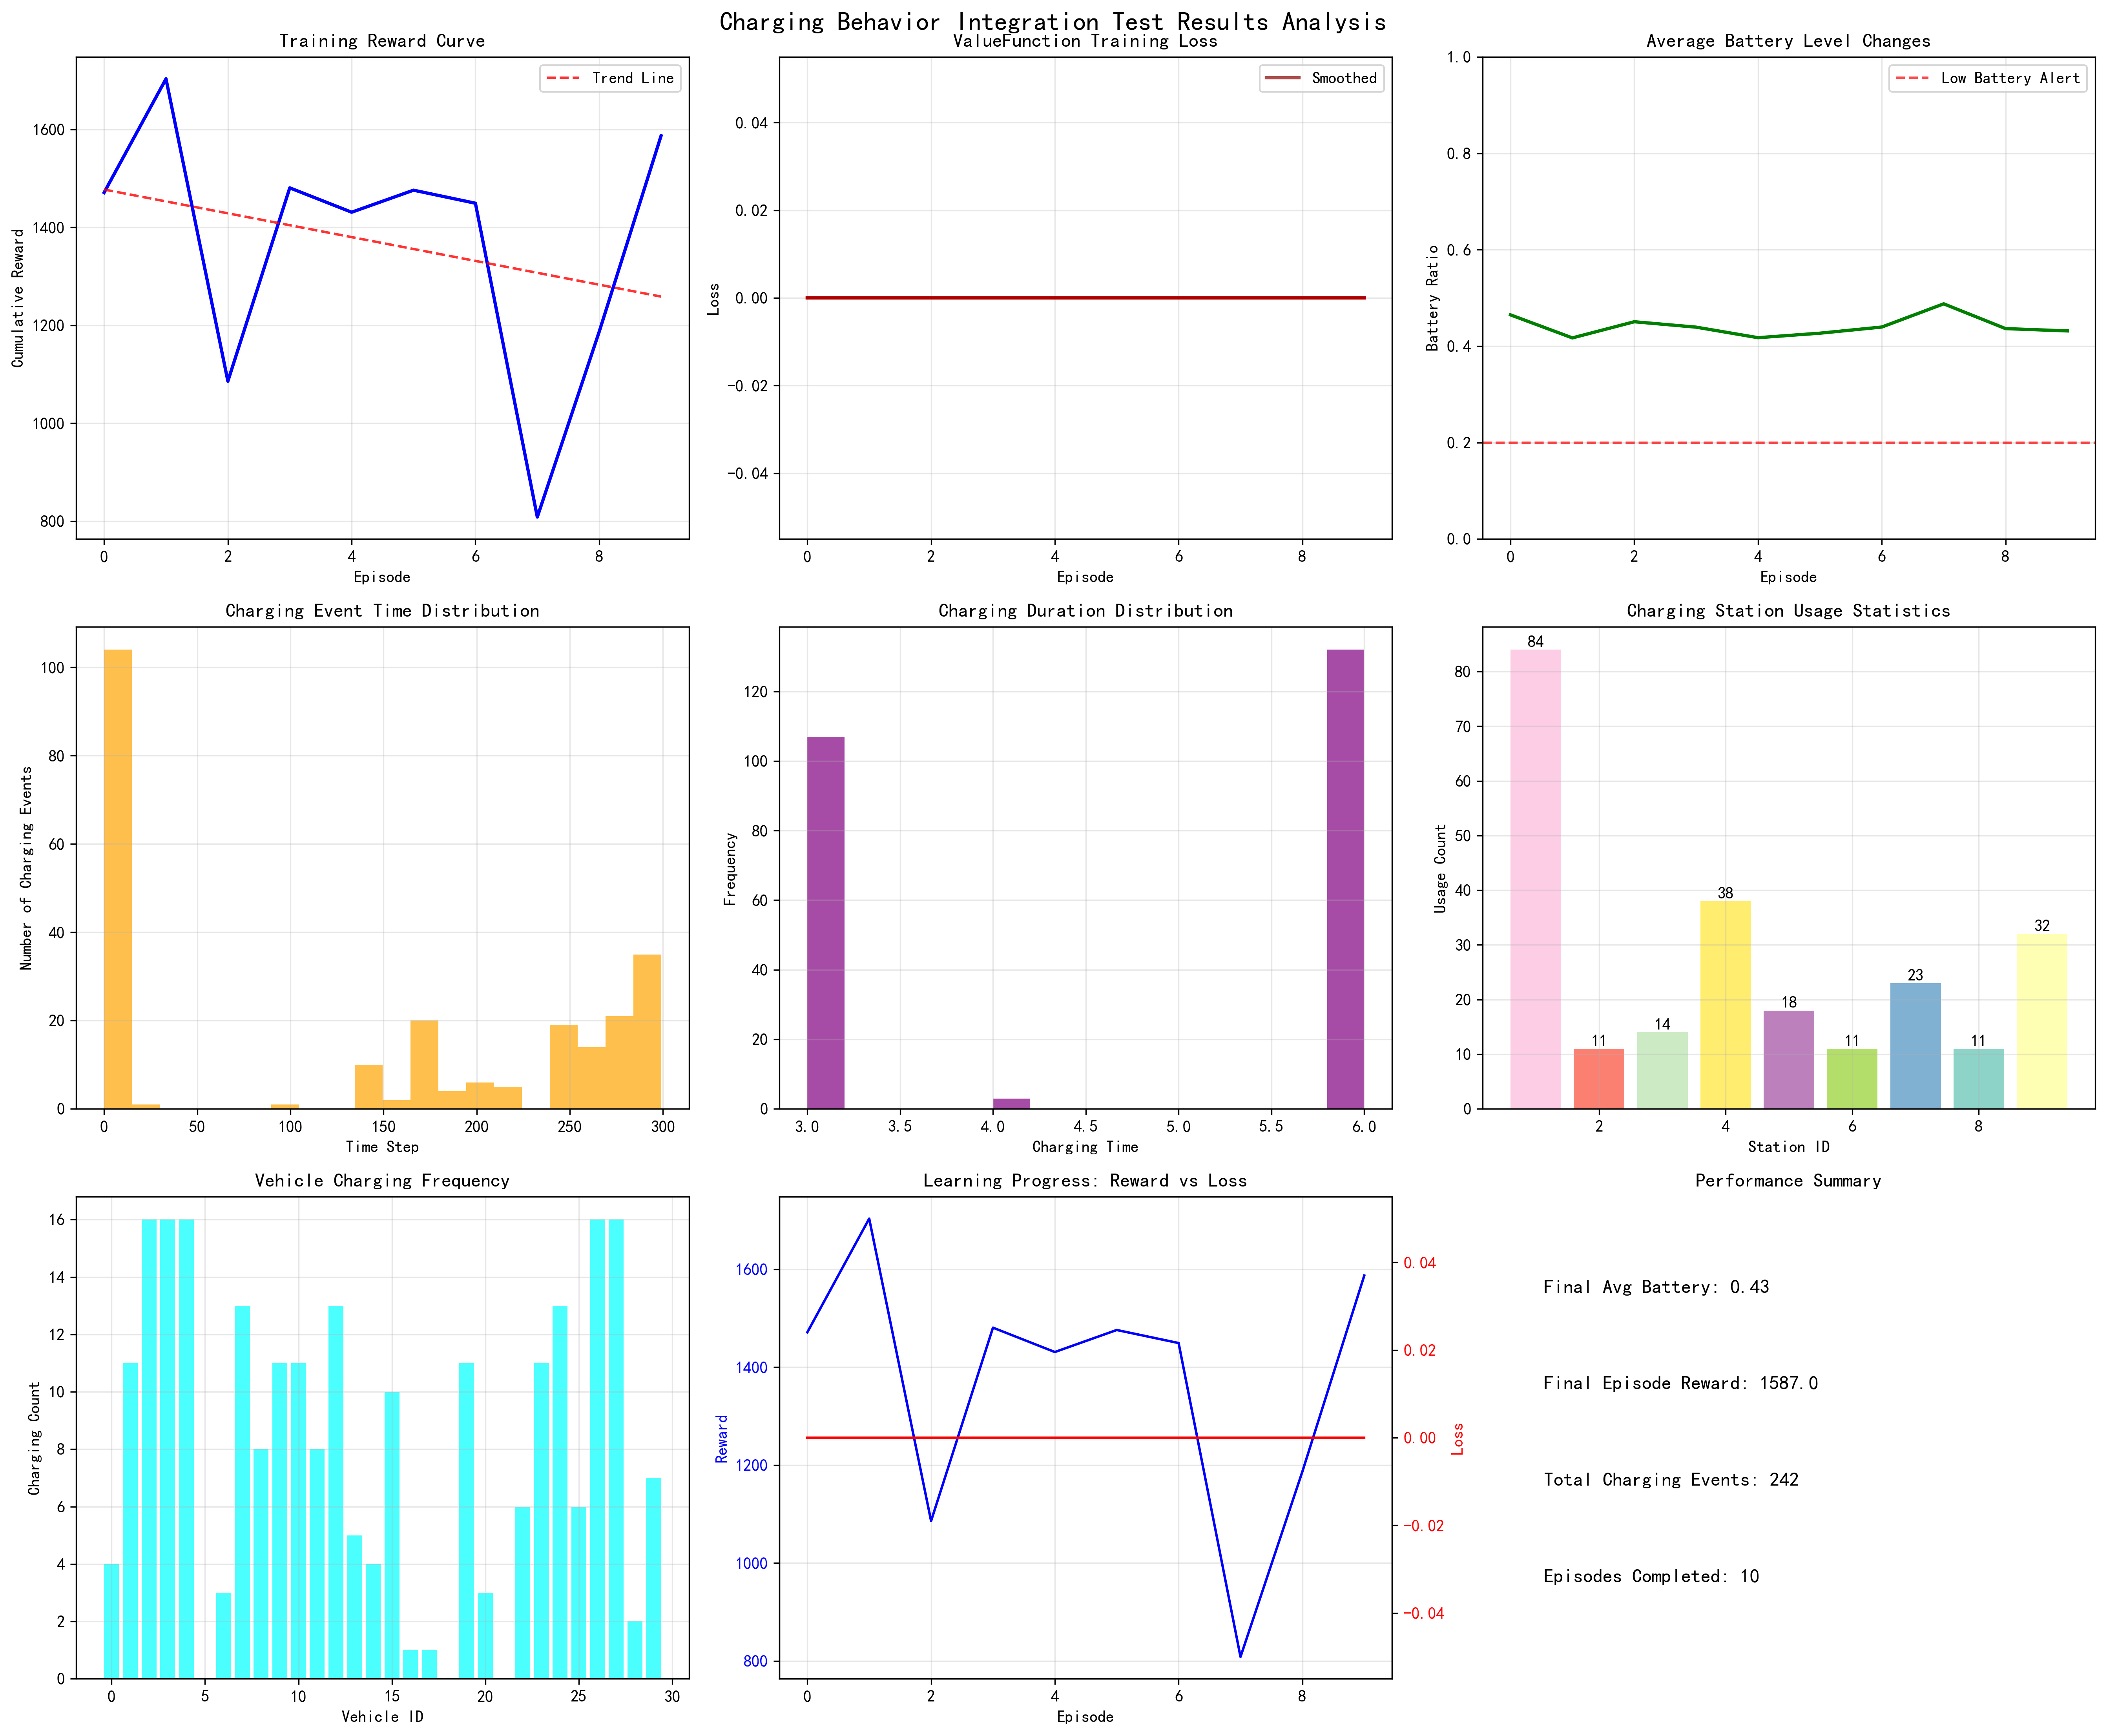 Charging Behavior Integration Test Results Analysis
Training Reward Curve
Trend Line
1600
1400
1200
1000
800
Cumulative Reward
0 2 4 6 8
Episode
ValueFunction Training Loss
Smoothed
0.04
0.02
0.00
-0.02
-0.04
Loss
0 2 4 6 8
Episode
Average Battery Level Changes
Low Battery Alert
1.0
0.8
0.6
0.4
0.2
0.0
Battery Ratio
0 2 4 6 8
Episode
Charging Event Time Distribution
100
80
60
40
20
0
Number of Charging Events
0 50 100 150 200 250 300
Time Step
Charging Duration Distribution
120
100
80
60
40
20
0
Frequency
3.0 3.5 4.0 4.5 5.0 5.5 6.0
Charging Time
Charging Station Usage Statistics
80
70
60
50
40
30
20
10
0
Usage Count
84 11 14 38 18 11 23 11 32
2 4 6 8
Station ID
Vehicle Charging Frequency
16
14
12
10
8
6
4
2
0
Charging Count
0 5 10 15 20 25 30
Vehicle ID
Learning Progress: Reward vs Loss
1600
1400
1200
1000
800
Reward
0.04
0.02
0.00
-0.02
-0.04
Loss
0 2 4 6 8
Episode
Performance Summary
Final Avg Battery: 0.43
Final Episode Reward: 1587.0
Total Charging Events: 242
Episodes Completed: 10